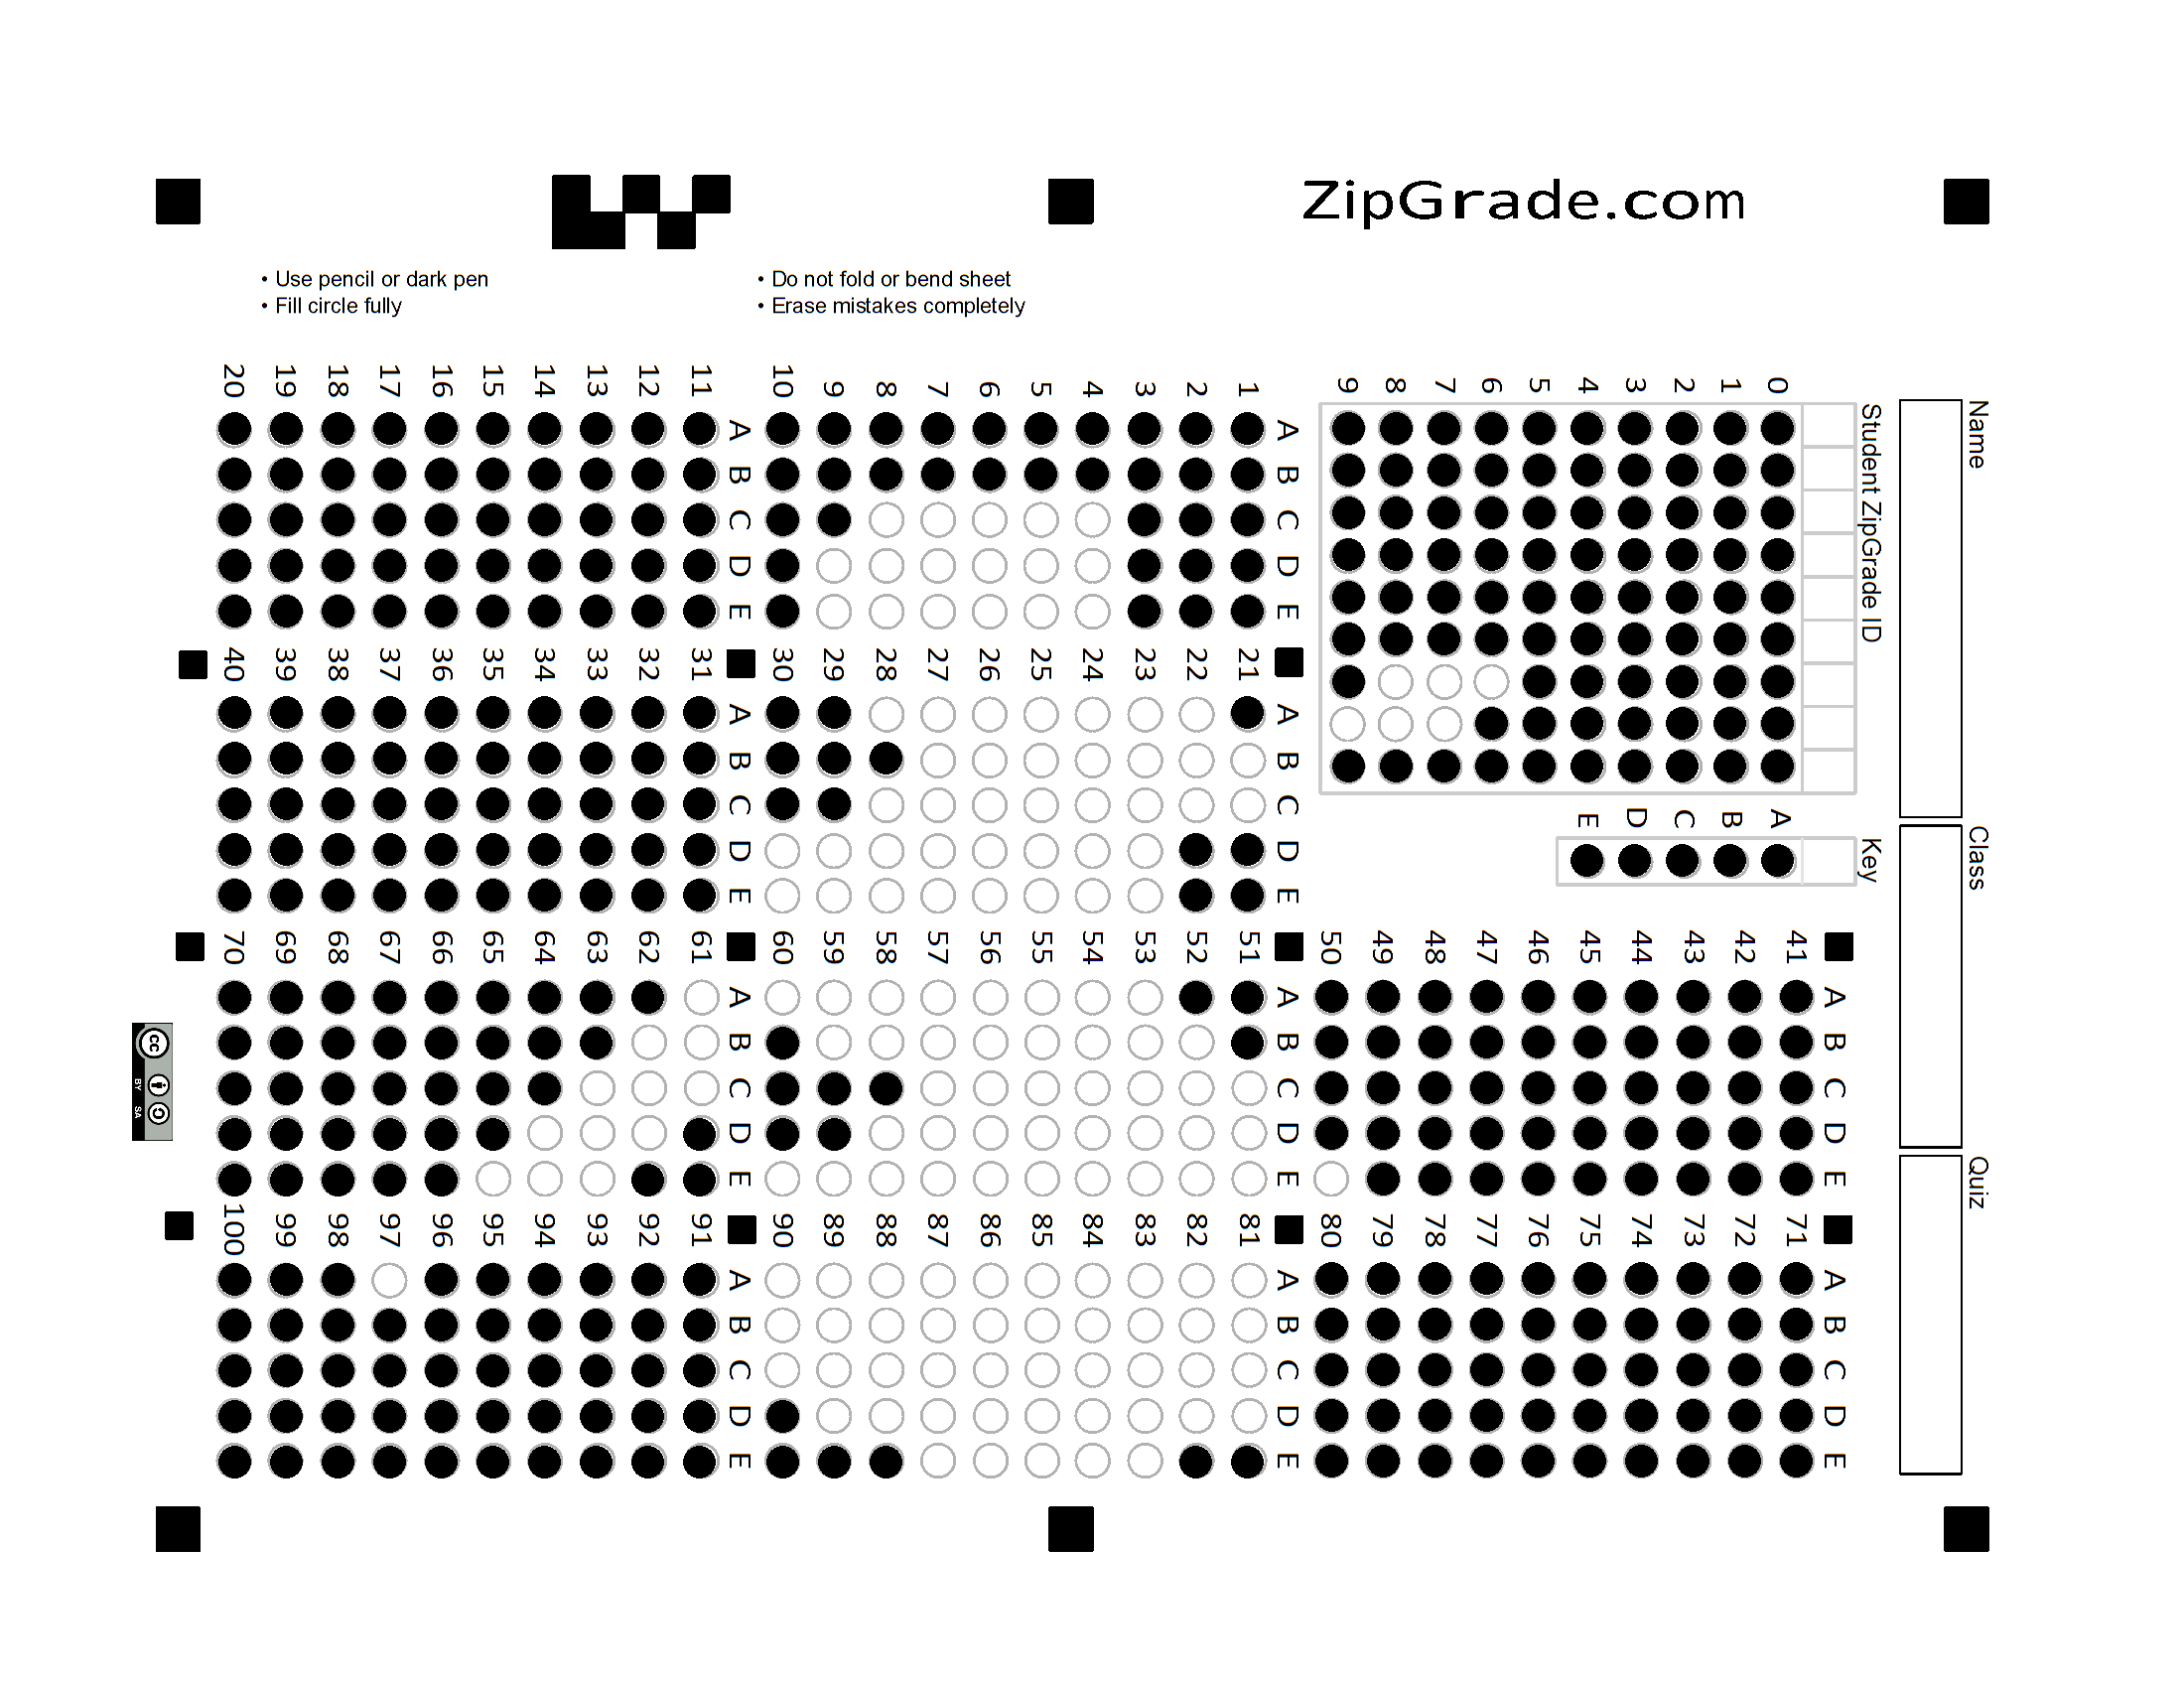 ZipGrade.com
• Use pencil or dark pen
• Fill circle fully
• Do not fold or bend sheet
• Erase mistakes completely
Name
Class
Quiz
Student ZipGrade ID
0 1 2 3 4 5 6 7 8 9
Key
A B C D E
A B C D E
1 2 3 4 5 6 7 8 9 10
A B C D E
11 12 13 14 15 16 17 18 19 20
A B C D E
21 22 23 24 25 26 27 28 29 30
A B C D E
31 32 33 34 35 36 37 38 39 40
A B C D E
41 42 43 44 45 46 47 48 49 50
A B C D E
51 52 53 54 55 56 57 58 59 60
A B C D E
61 62 63 64 65 66 67 68 69 70
A B C D E
71 72 73 74 75 76 77 78 79 80
A B C D E
81 82 83 84 85 86 87 88 89 90
A B C D E
91 92 93 94 95 96 97 98 99 100
A B C D E
cc BY SA